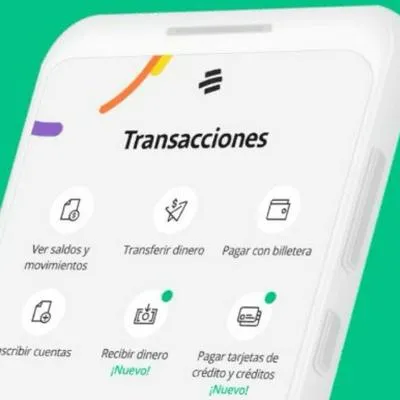 Transacciones
Ver saldos y
movimientos
Transferir dinero
Pagar con billetera
scribir cuentas
Recibir dinero
¡Nuevo!
Pagar tarjetas de
crédito y créditos
¡Nuevo!